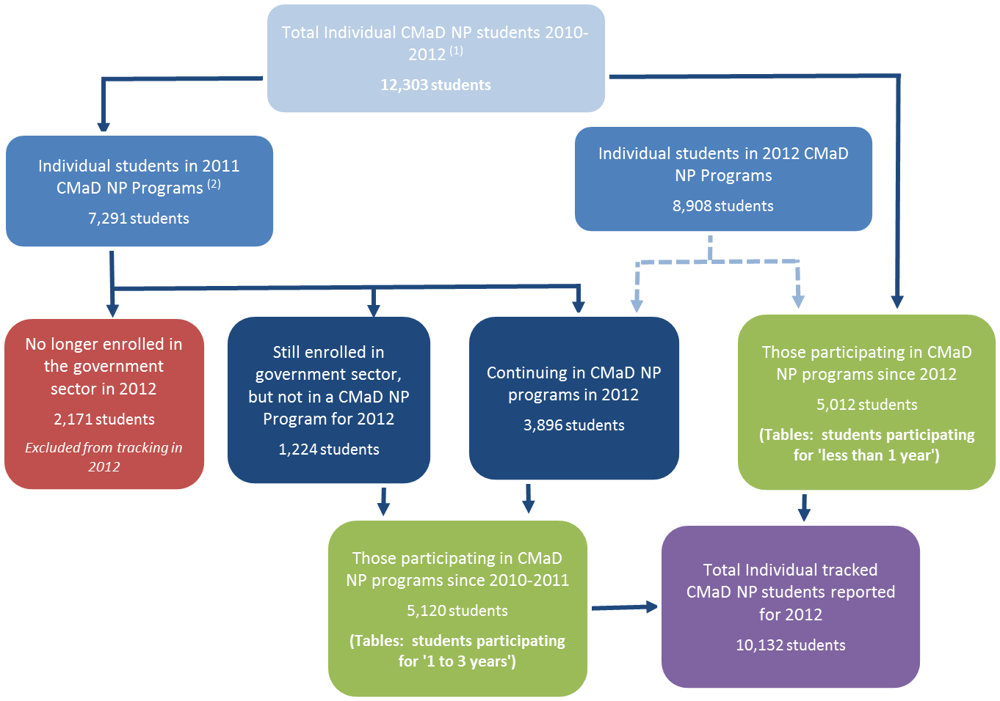 Total Individual CMaD NP students 2010-
2012 (1)
12,303 students
Individual students in 2011
CMaD NP Programs (2)
7,291 students
Individual students in 2012 CMaD
NP Programs
8,908 students
No longer enrolled in
the government
sector in 2012
2,171 students
Excluded from tracking in
2012
Still enrolled in
government sector,
but not in a CMaD NP
Program for 2012
1,224 students
Continuing in CMaD NP
programs in 2012
3,896 students
Those participating in CMaD
NP programs since 2012
5,012 students
(Tables:  students participating
for 'less than 1 year')
Those participating in CMaD
NP programs since 2010-2011
5,120 students
(Tables:  students participating
for '1 to 3 years')
Total Individual tracked
CMaD NP students reported
for 2012
10,132 students